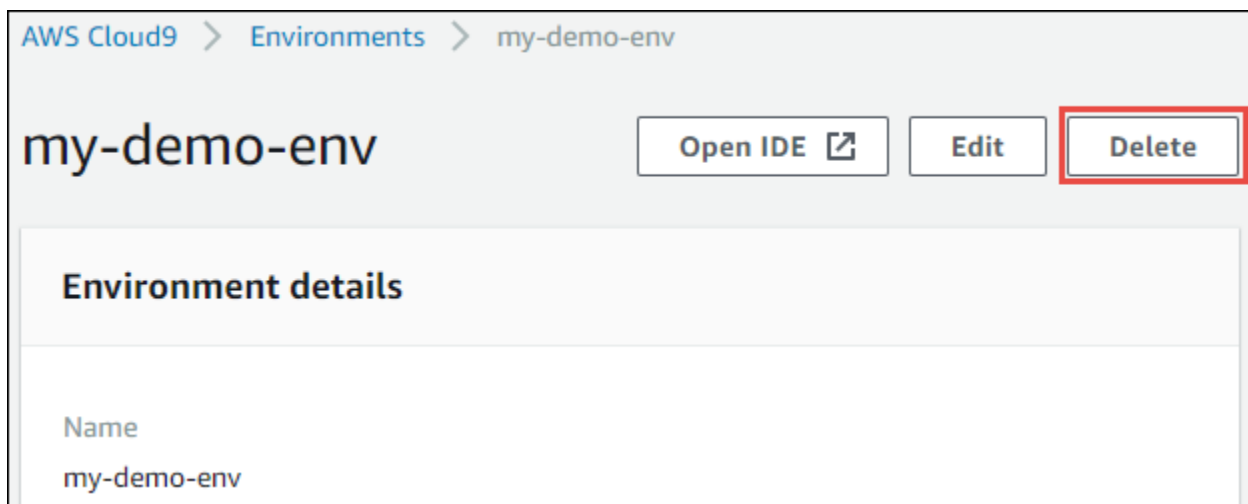 AWS Cloud9 > Environments > my-demo-env
my-demo-env
Open IDE Edit Delete
Environment details
Name
my-demo-env